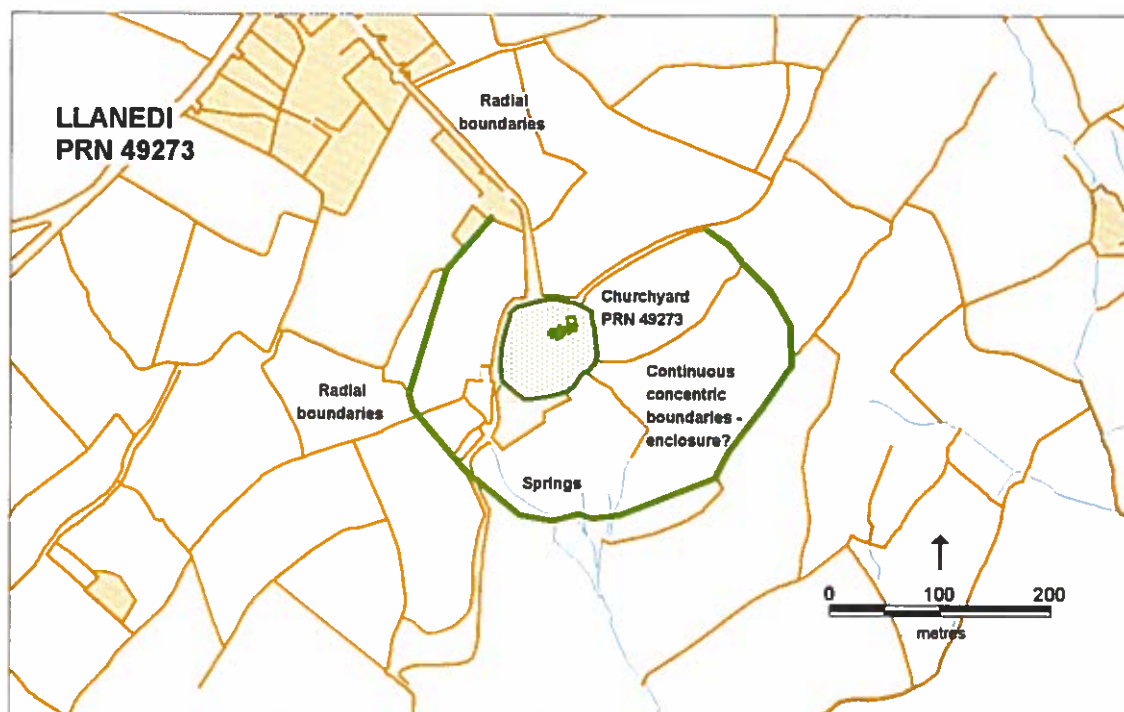 LLANEDI
PRN 49273
Radial
boundaries
Churchyard
PRN 49273
Radial
boundaries
Continuous
concentric
boundaries -
enclosure?
Springs
0 100 200
metres